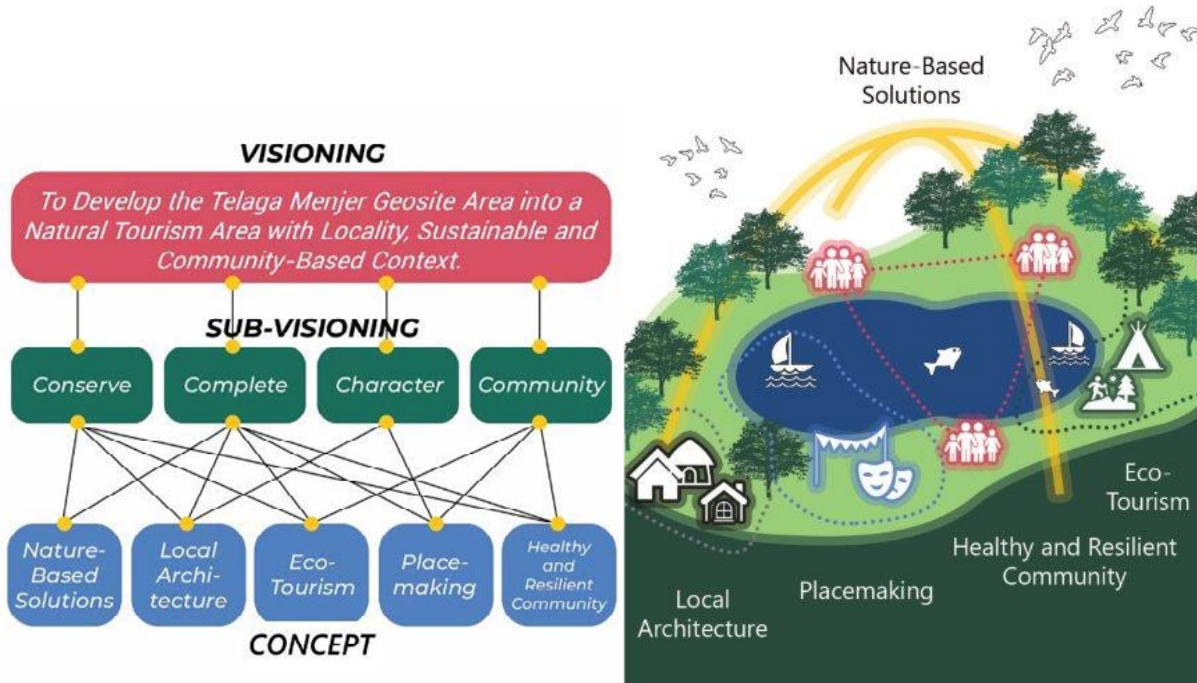 VISIONING
To Develop the Telaga Menjer Geosite Area into a
Natural Tourism Area with Locality, Sustainable and
Community-Based Context.
SUB-VISIONING
Conserve
Complete
Character
Community
Nature-
Based
Solutions
Local
Archi-
tecture
Eco-
Tourism
Place-
making
Healthy
and
Resilient
Community
CONCEPT
Nature-Based
Solutions
Eco-
Tourism
Healthy and Resilient
Community
Placemaking
Local
Architecture